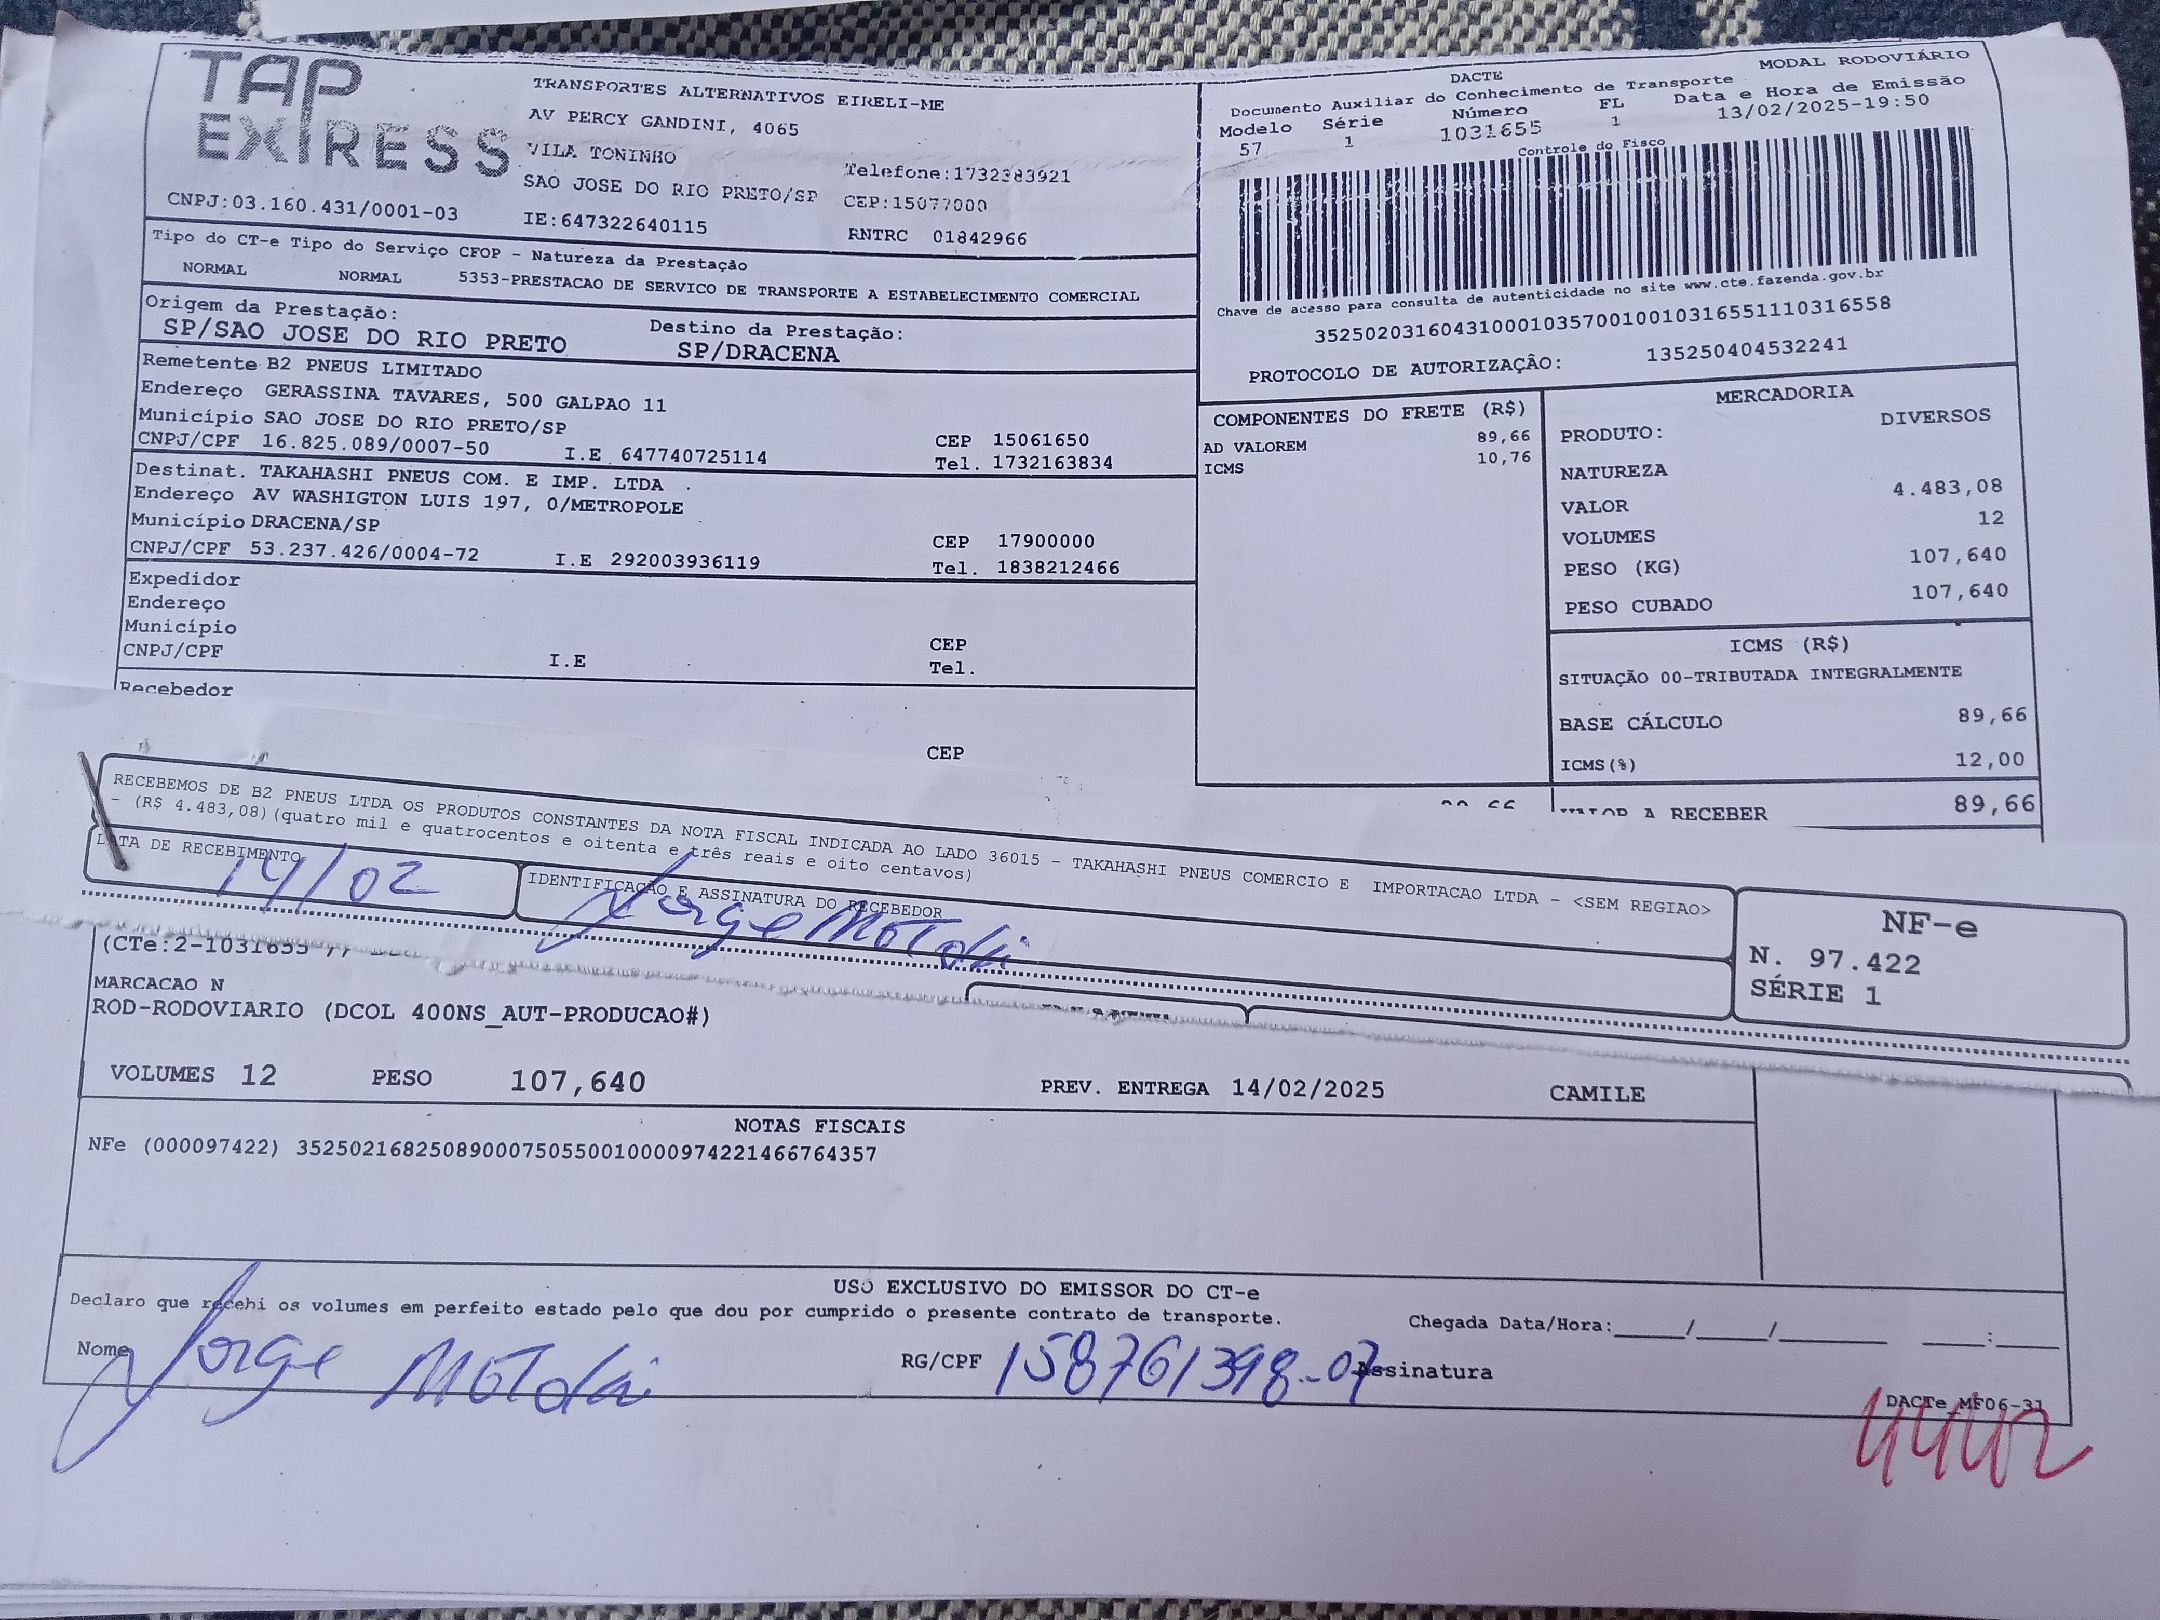 TAP
EXPRESS
TRANSPORTES ALTERNATIVOS EIRELI-ME
AV PERCY GANDINI, 4065
VILA TONINHO
SAO JOSE DO RIO PRETO/SP
Telefone:1732383921
CEP:15077000
CNPJ:03.160.431/0001-03
IE:647322640115
RNTRC 01842966
DACTE
MODAL RODOVIÁRIO
Documento Auxiliar do Conhecimento de Transporte
Modelo Série Número FL Data e Hora de Emissão
57 1 1031655 1 13/02/2025-19:50
Controle do Fisco
Chave de acesso para consulta de autenticidade no site www.cte.fazenda.gov.br
35250203160431000103570010010316551110316558
PROTOCOLO DE AUTORIZAÇÃO: 135250404532241
Tipo do CT-e Tipo do Serviço CFOP - Natureza da Prestação
NORMAL NORMAL 5353-PRESTACAO DE SERVICO DE TRANSPORTE A ESTABELECIMENTO COMERCIAL
Origem da Prestação: Destino da Prestação:
SP/SAO JOSE DO RIO PRETO SP/DRACENA
Remetente B2 PNEUS LIMITADO
Endereço GERASSINA TAVARES, 500 GALPAO 11
Município SAO JOSE DO RIO PRETO/SP CEP 15061650
CNPJ/CPF 16.825.089/0007-50 I.E 647740725114 Tel. 1732163834
Destinat. TAKAHASHI PNEUS COM. E IMP. LTDA .
Endereço AV WASHIGTON LUIS 197, 0/METROPOLE
Município DRACENA/SP CEP 17900000
CNPJ/CPF 53.237.426/0004-72 I.E 292003936119 Tel. 1838212466
Expedidor
Endereço
Município CEP
CNPJ/CPF I.E Tel.
Recebedor
CEP
COMPONENTES DO FRETE (R$)
AD VALOREM 89,66
ICMS 10,76
MERCADORIA
PRODUTO: DIVERSOS
NATUREZA
VALOR 4.483,08
VOLUMES 12
PESO (KG) 107,640
PESO CUBADO 107,640
ICMS (R$)
SITUAÇÃO 00-TRIBUTADA INTEGRALMENTE
BASE CÁLCULO 89,66
ICMS(%) 12,00
VALOR A RECEBER 89,66
RECEBEMOS DE B2 PNEUS LTDA OS PRODUTOS CONSTANTES DA NOTA FISCAL INDICADA AO LADO 36015 - TAKAHASHI PNEUS COMERCIO E IMPORTACAO LTDA - <SEM REGIAO>
- (R$ 4.483,08)(quatro mil e quatrocentos e oitenta e três reais e oito centavos)
DATA DE RECEBIMENTO
14/02
IDENTIFICAÇÃO E ASSINATURA DO RECEBEDOR
Jorge
NF-e
N. 97.422
SÉRIE 1
(CTe:2-1031655
MARCACAO N
ROD-RODOVIARIO (DCOL 400NS_AUT-PRODUCAO#)
VOLUMES 12 PESO 107,640 PREV. ENTREGA 14/02/2025 CAMILE
NOTAS FISCAIS
NFe (000097422) 35250216825089000750550010000974221466764357
USO EXCLUSIVO DO EMISSOR DO CT-e
Declaro que recebi os volumes em perfeito estado pelo que dou por cumprido o presente contrato de transporte.
Chegada Data/Hora:____/____/______ ___:___
Nome Jorge
RG/CPF 158761398-07 Assinatura
DACTe MF06-31